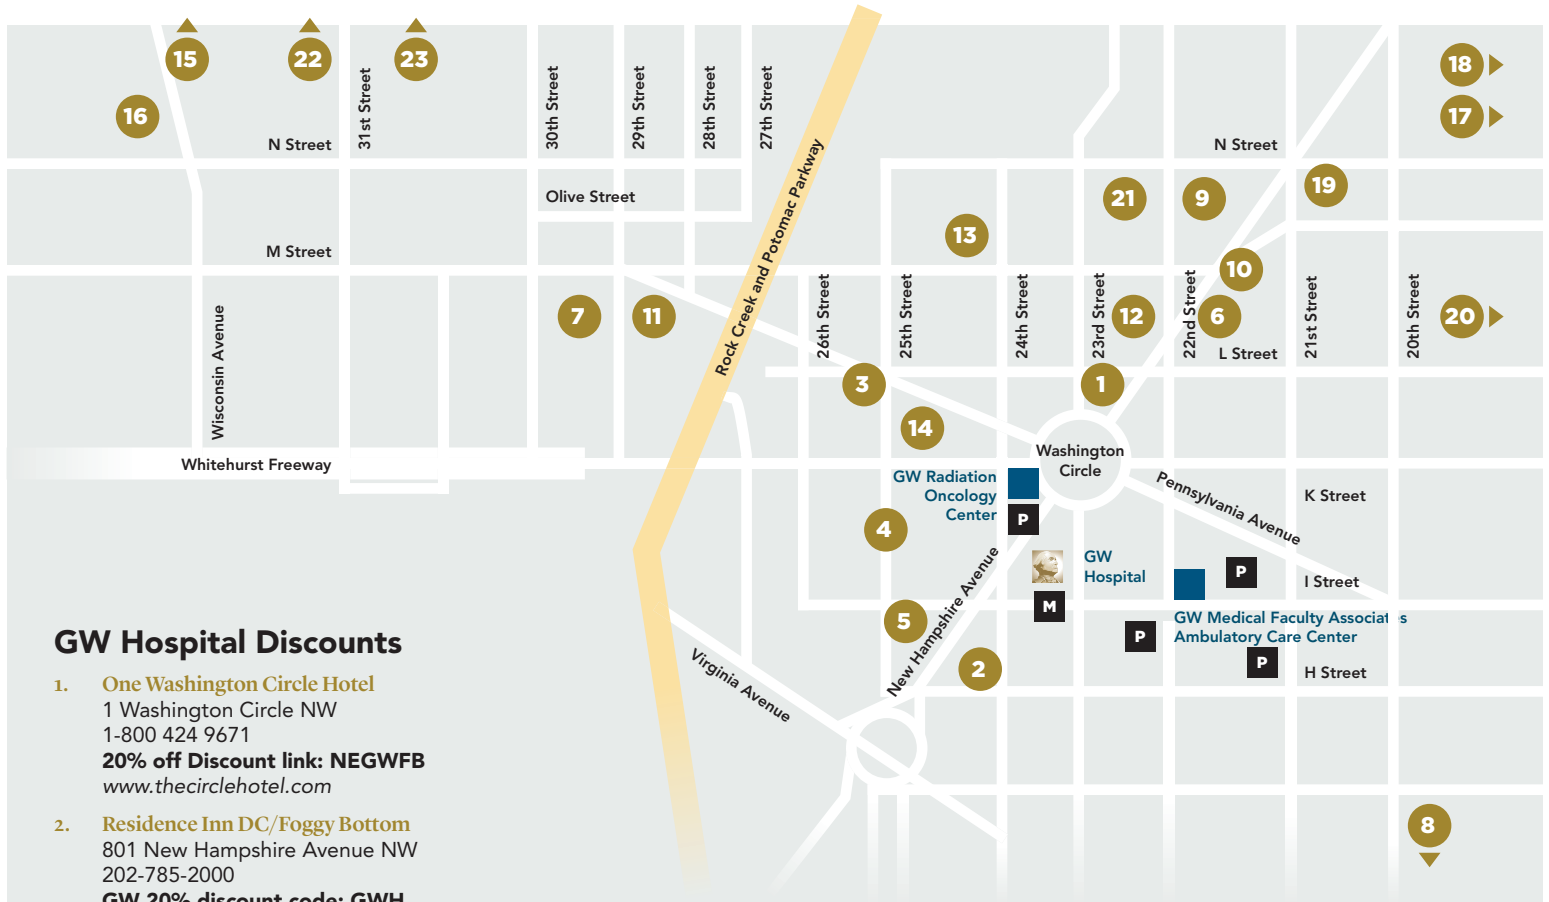 15
22
23
18
16
17
31st Street
30th Street
29th Street
28th Street
27th Street
N Street
N Street
Rock Creek and Potomac Parkway
Olive Street
21
9
19
13
M Street
10
7
11
26th Street
25th Street
24th Street
23rd Street
12
22nd Street
6
21st Street
20th Street
20
Wisconsin Avenue
L Street
3
1
14
Washington
Circle
Whitehurst Freeway
GW Radiation
Oncology
Center
P
Pennsylvania Avenue
K Street
4
GW
Hospital
P
I Street
M
New Hampshire Avenue
5
GW Medical Faculty Associates
Ambulatory Care Center
P
P
H Street
2
Virginia Avenue
8
GW Hospital Discounts
1. One Washington Circle Hotel
1 Washington Circle NW
1-800 424 9671
20% off Discount link: NEGWFB
www.thecirclehotel.com
2. Residence Inn DC/Foggy Bottom
801 New Hampshire Avenue NW
202-785-2000
GW 20% discount code: GWH